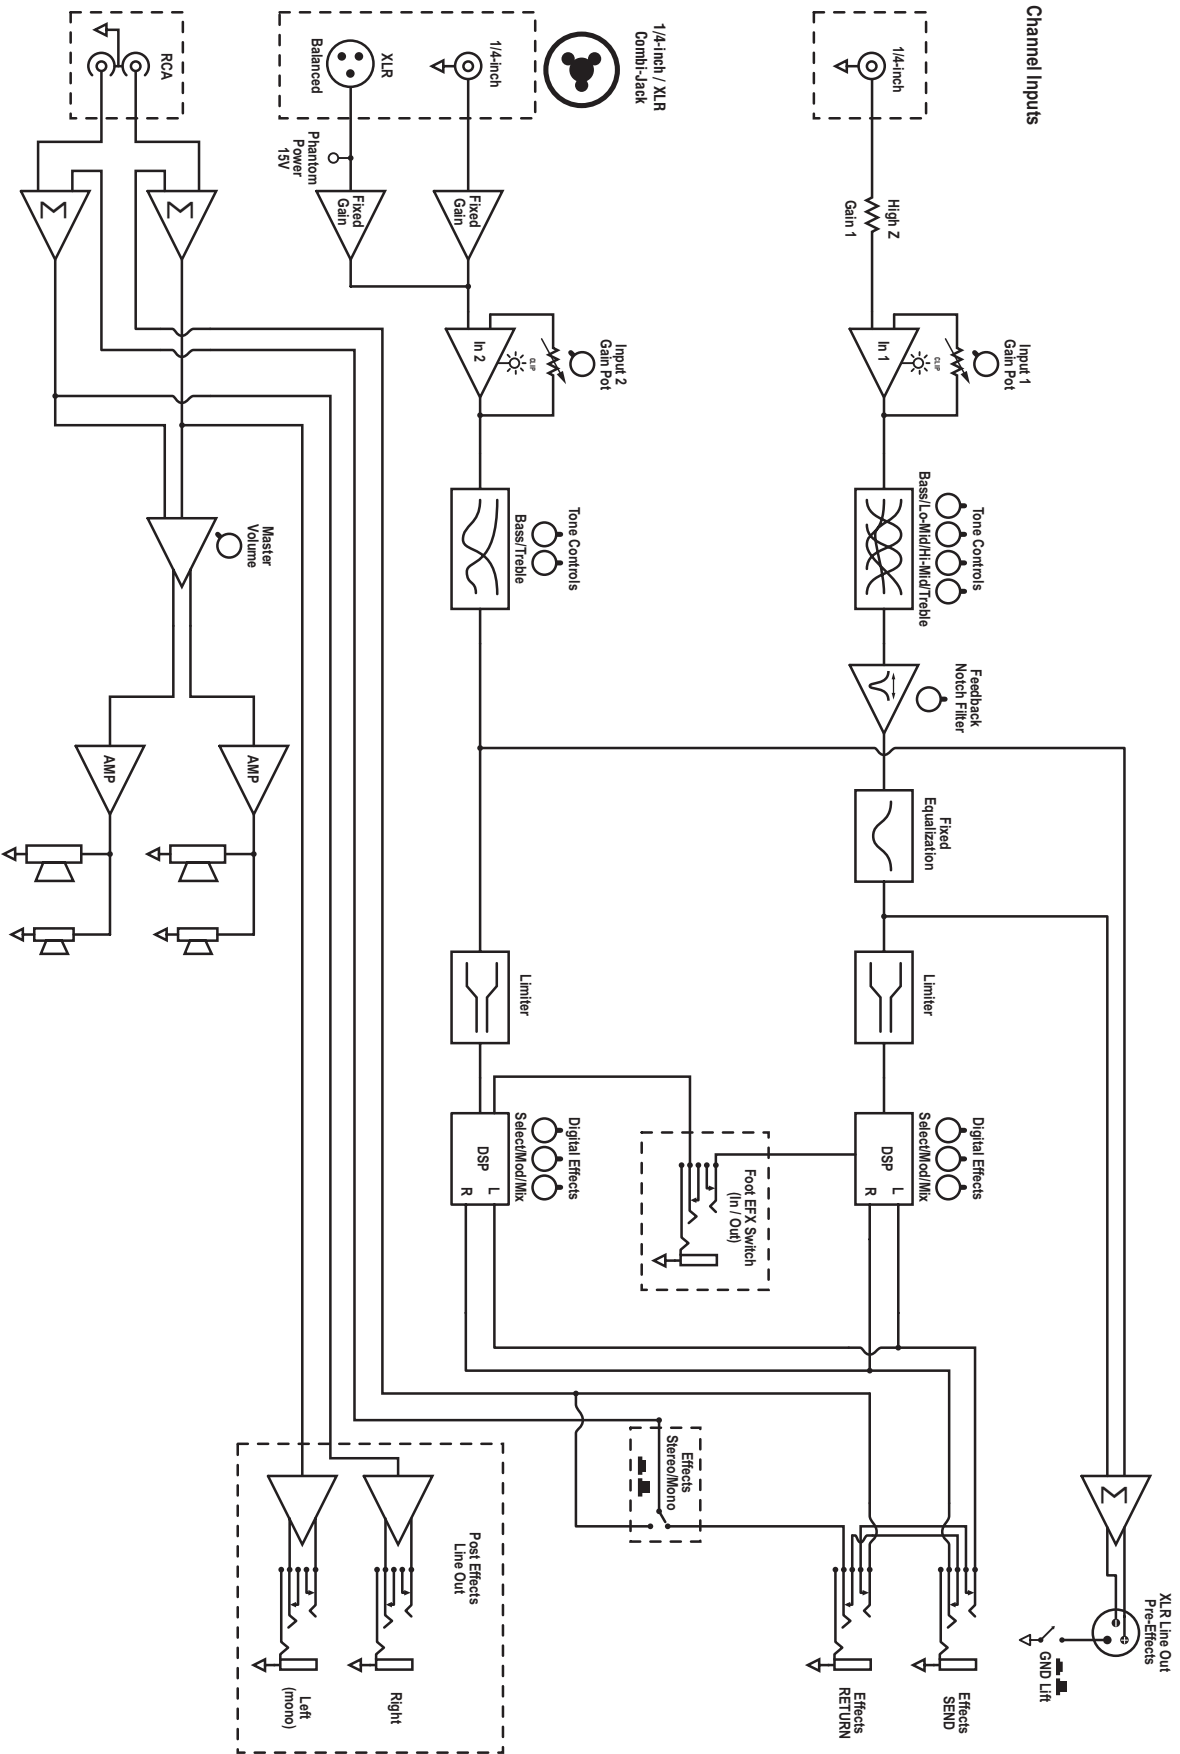 Channel Inputs
1/4-inch
High Z
Gain 1
Input 1
Gain Pot
CLIP
In 1
Tone Controls
Bass/Lo-Mid/Hi-Mid/Treble
Feedback
Notch Filter
Fixed
Equalization
Limiter
Digital Effects
Select/Mod/Mix
DSP
L
R
Σ
XLR Line Out
Pre-Effects
GND Lift
Effects
SEND
Effects
RETURN
1/4-inch / XLR
Combi-Jack
1/4-inch
XLR
Balanced
Phantom
Power
15V
Fixed
Gain
Fixed
Gain
Input 2
Gain Pot
CLIP
In 2
Tone Controls
Bass/Treble
Limiter
Digital Effects
Select/Mod/Mix
DSP
L
R
Foot EFX Switch
(In / Out)
Effects
Stereo/Mono
RCA
Σ
Σ
Master
Volume
AMP
AMP
Post Effects
Line Out
Right
Left
(mono)